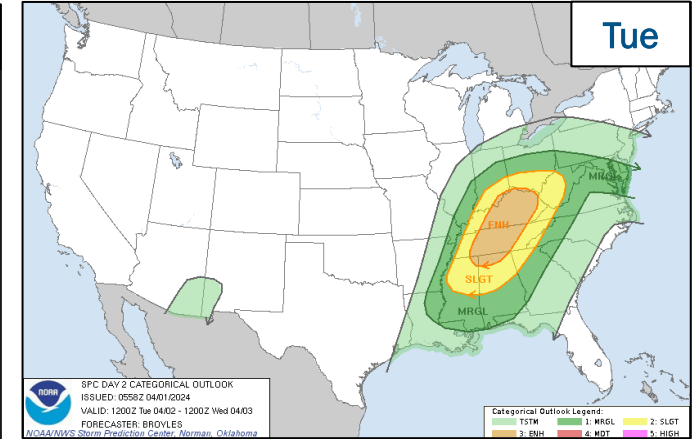 Tue
MRGL
ENH
SLGT
MRGL
SPC DAY 2 CATEGORICAL OUTLOOK
ISSUED: 0558Z 04/01/2024
VALID: 1200Z Tue 04/02 - 1200Z Wed 04/03
FORECASTER: BROYLES
NOAA/NWS Storm Prediction Center, Norman, Oklahoma
NOAA
Categorical Outlook Legend:
TSTM 1: MRGL 2: SLGT
3: ENH 4: MDT 5: HIGH